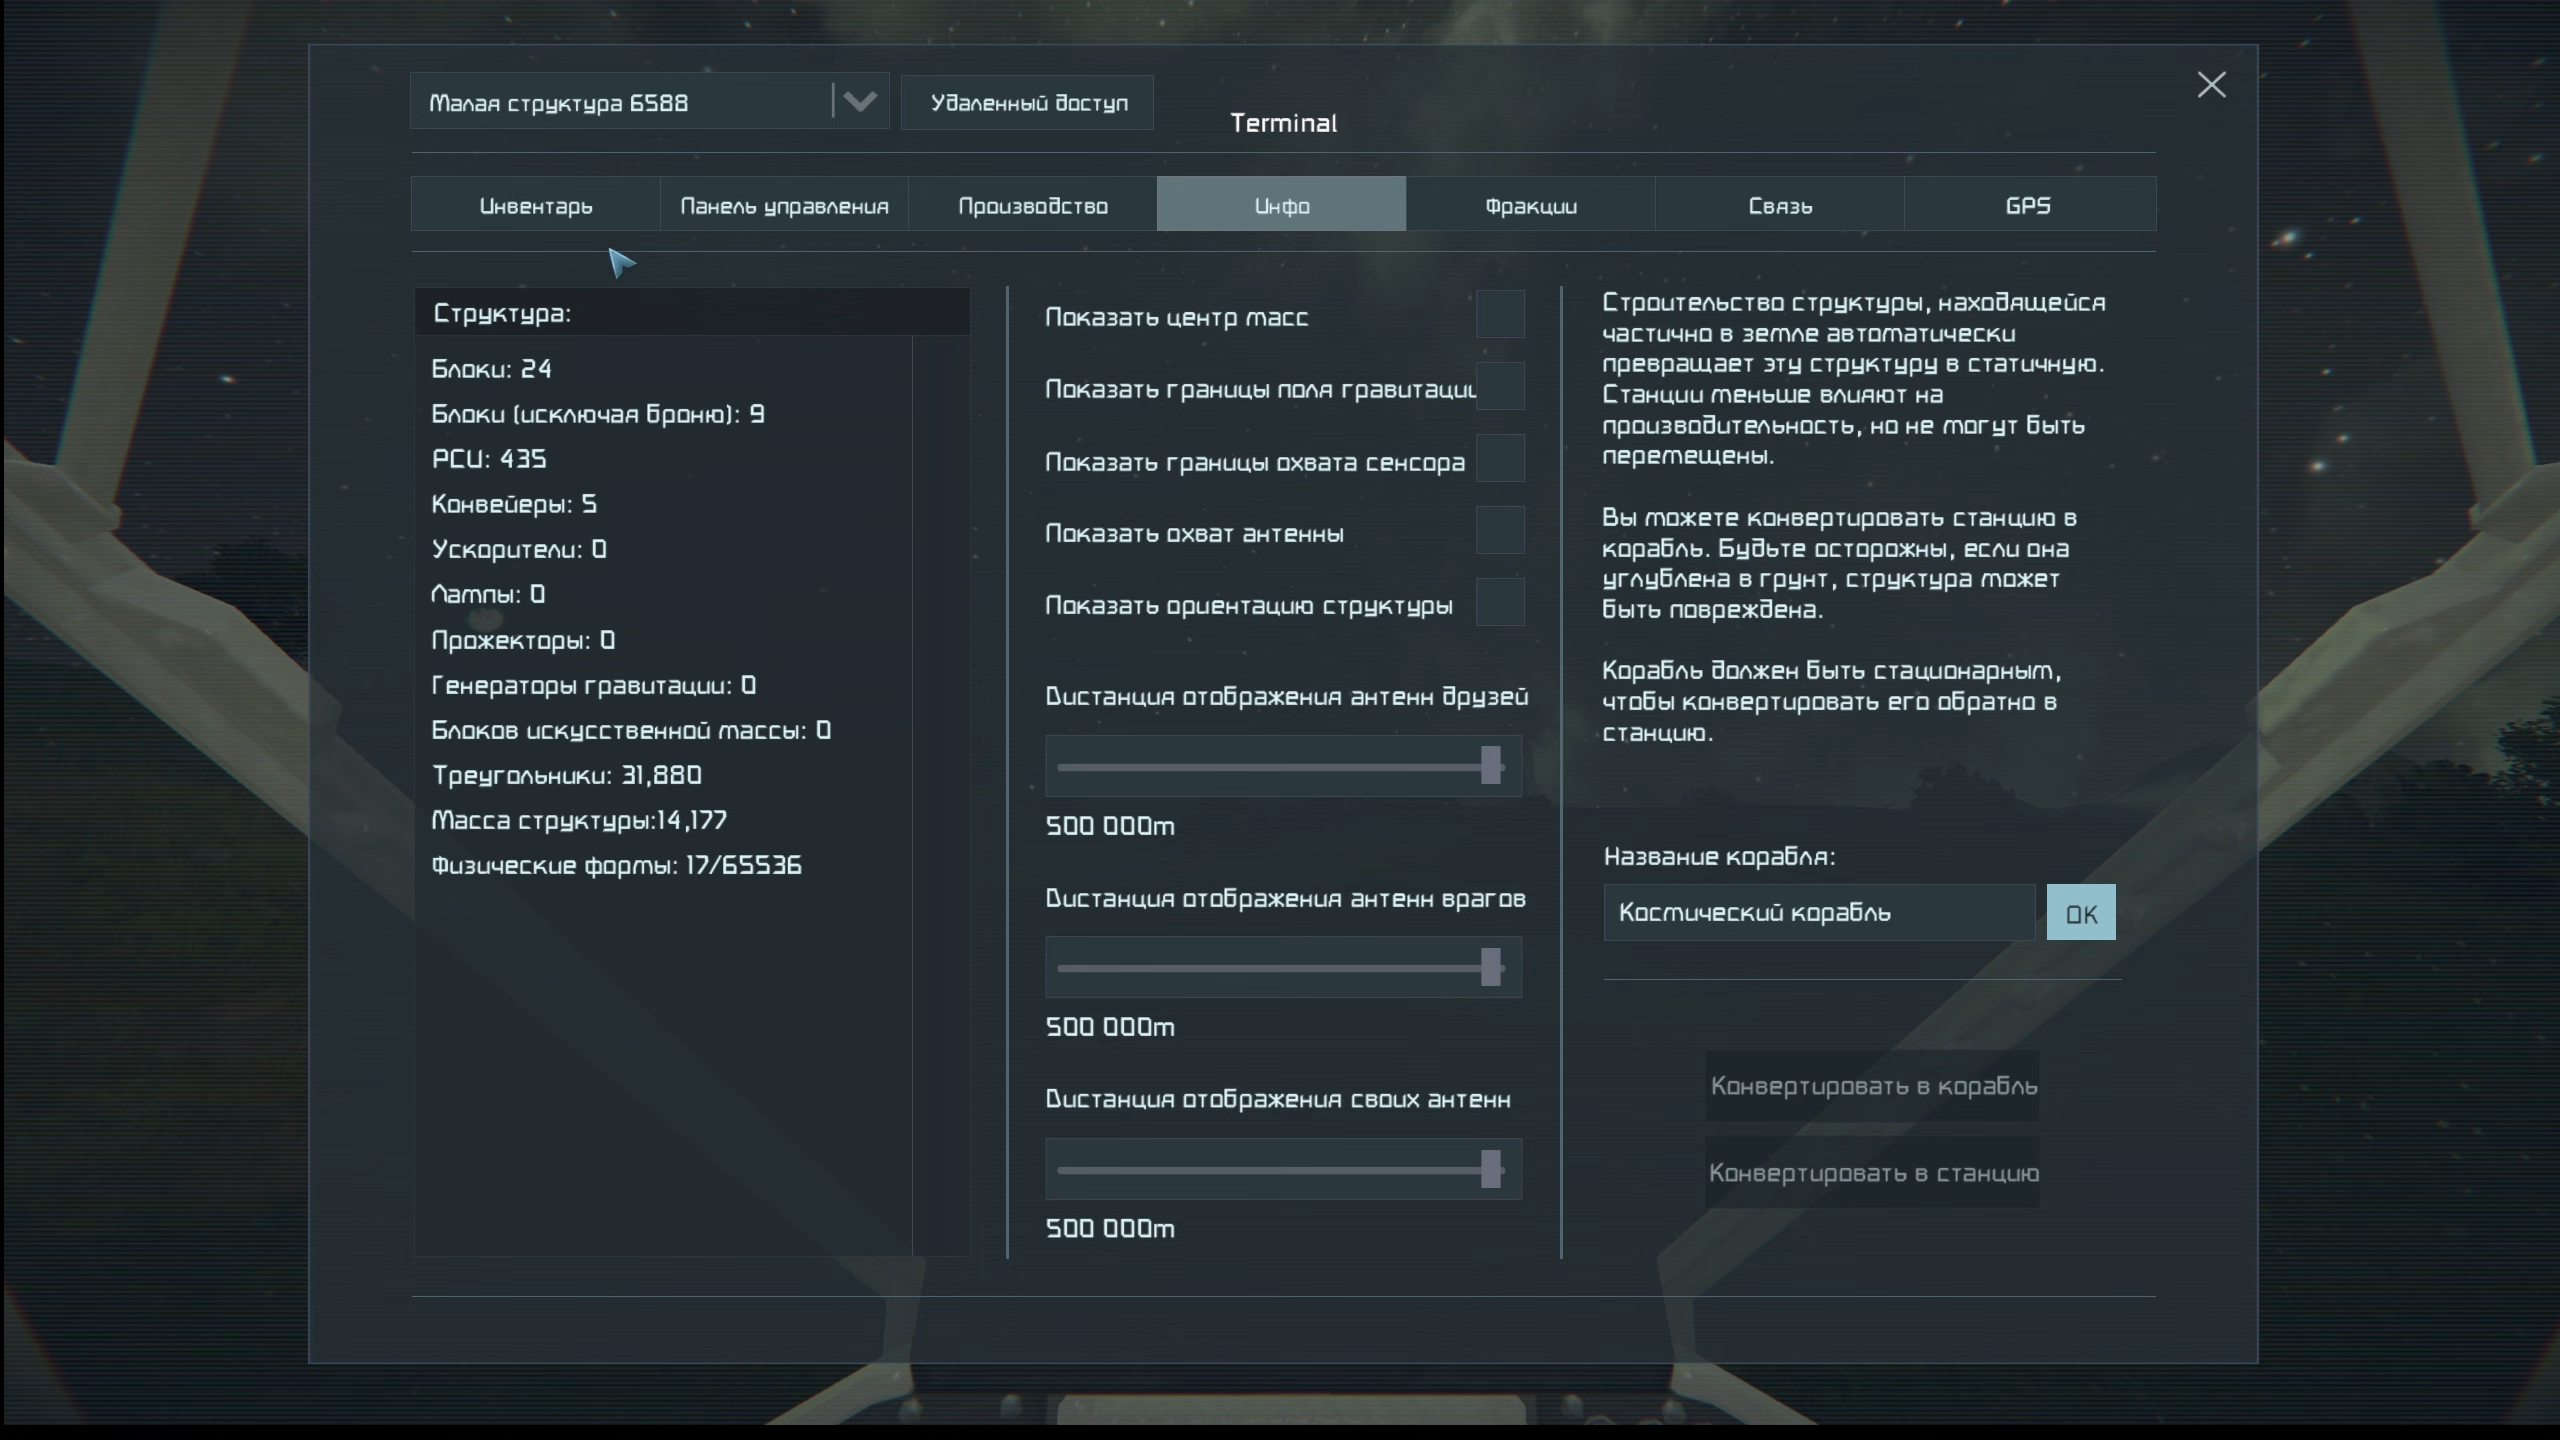 Малая структура 6588
Удаленный доступ
Terminal
Инвентарь
Панель управления
Производство
Инфо
Фракции
Связь
GPS
Структура:
Блоки: 24
Блоки (исключая броню): 9
PCU: 435
Конвейеры: 5
Ускорители: 0
Лампы: 0
Прожекторы: 0
Генераторы гравитации: 0
Блоков искусственной массы: 0
Треугольники: 31,880
Масса структуры:14,177
Физические формы: 17/65536
Показать центр масс
Показать границы поля гравитации
Показать границы охвата сенсора
Показать охват антенны
Показать ориентацию структуры
Дистанция отображения антенн друзей
500 000m
Дистанция отображения антенн врагов
500 000m
Дистанция отображения своих антенн
500 000m
Строительство структуры, находящейся
частично в земле автоматически
превращает эту структуру в статичную.
Станции меньше влияют на
производительность, но не могут быть
перемещены.
Вы можете конвертировать станцию в
корабль. Будьте осторожны, если она
углублена в грунт, структура может
быть повреждена.
Корабль должен быть стационарным,
чтобы конвертировать его обратно в
станцию.
Название корабля:
Космический корабль
OK
Конвертировать в корабль
Конвертировать в станцию